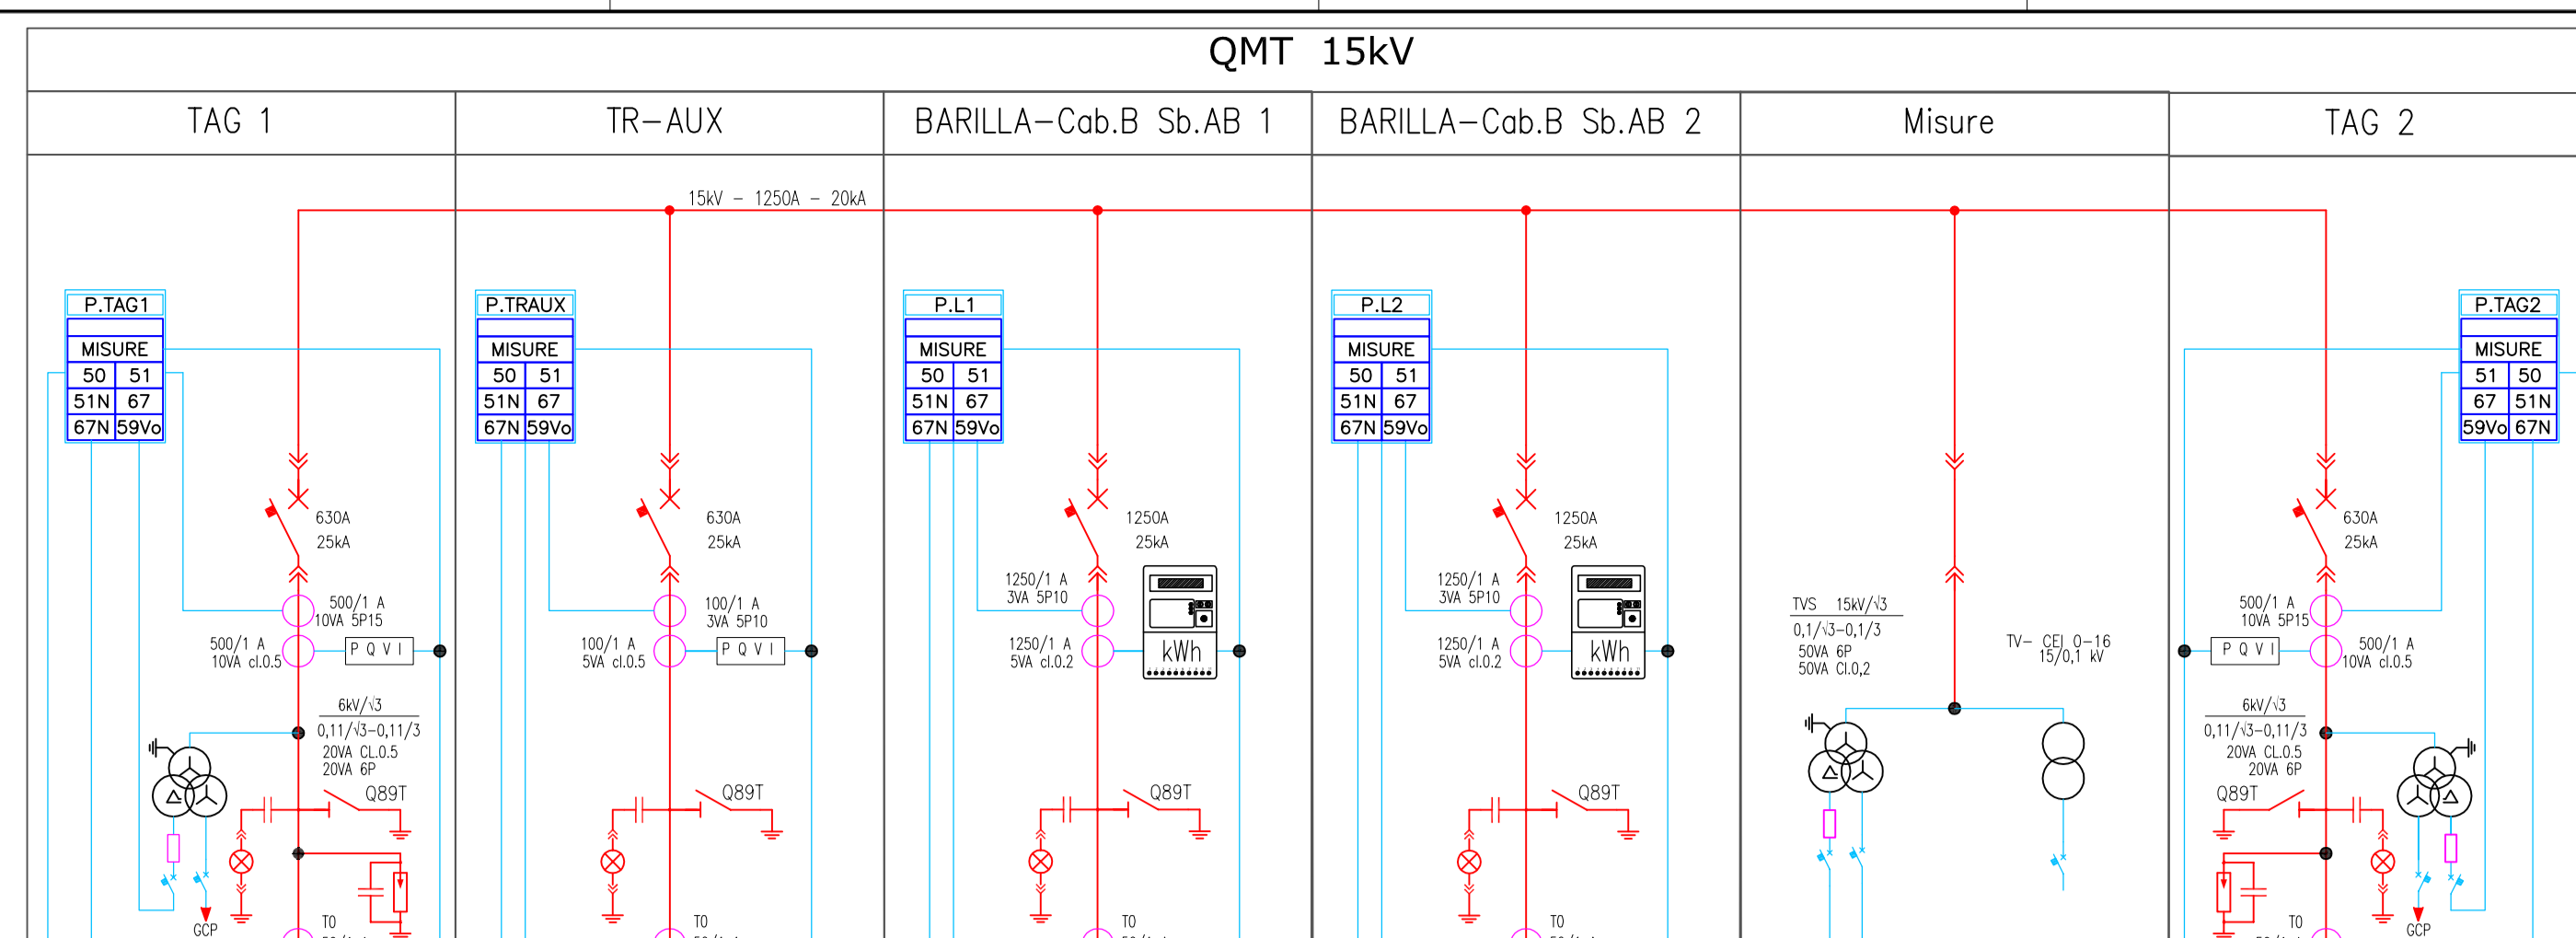 QMT 15kV
TAG 1
TR-AUX
BARILLA-Cab.B Sb.AB 1
BARILLA-Cab.B Sb.AB 2
Misure
TAG 2
15kV - 1250A - 20kA
P.TAG1
MISURE
50 51
51N 67
67N 59Vo
630A
25kA
500/1 A
10VA 5P15
500/1 A
10VA cl.0.5
P Q V I
6kV/√3
0,11/√3-0,11/3
20VA CL.0.5
20VA 6P
Q89T
GCP
T0
P.TRAUX
MISURE
50 51
51N 67
67N 59Vo
630A
25kA
100/1 A
3VA 5P10
100/1 A
5VA cl.0.5
P Q V I
Q89T
T0
P.L1
MISURE
50 51
51N 67
67N 59Vo
1250A
25kA
1250/1 A
3VA 5P10
1250/1 A
5VA cl.0.2
kWh
Q89T
T0
P.L2
MISURE
50 51
51N 67
67N 59Vo
1250A
25kA
1250/1 A
3VA 5P10
1250/1 A
5VA cl.0.2
kWh
Q89T
T0
TVS 15kV/√3
0,1/√3-0,1/3
50VA 6P
50VA Cl.0,2
TV- CEI 0-16
15/0,1 kV
P.TAG2
MISURE
51 50
67 51N
59Vo 67N
630A
25kA
500/1 A
10VA 5P15
500/1 A
10VA cl.0.5
P Q V I
6kV/√3
0,11/√3-0,11/3
20VA CL.0.5
20VA 6P
Q89T
GCP
T0